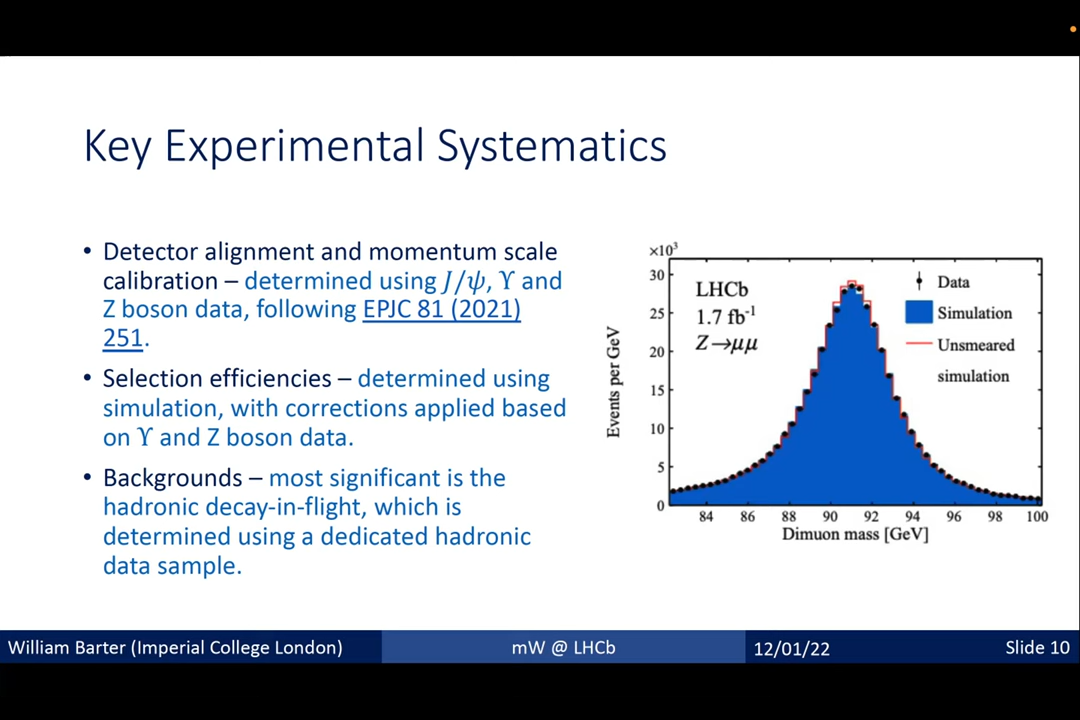 Key Experimental Systematics
• Detector alignment and momentum scale
calibration – determined using J/ψ, ϒ and
Z boson data, following EPJC 81 (2021)
251.
• Selection efficiencies – determined using
simulation, with corrections applied based
on ϒ and Z boson data.
• Backgrounds – most significant is the
hadronic decay-in-flight, which is
determined using a dedicated hadronic
data sample.
×10³
30
25
20
15
10
5
0
Events per GeV
LHCb
1.7 fb⁻¹
Z→μμ
Data
Simulation
Unsmeared
simulation
84 86 88 90 92 94 96 98 100
Dimuon mass [GeV]
William Barter (Imperial College London) mW @ LHCb 12/01/22 Slide 10